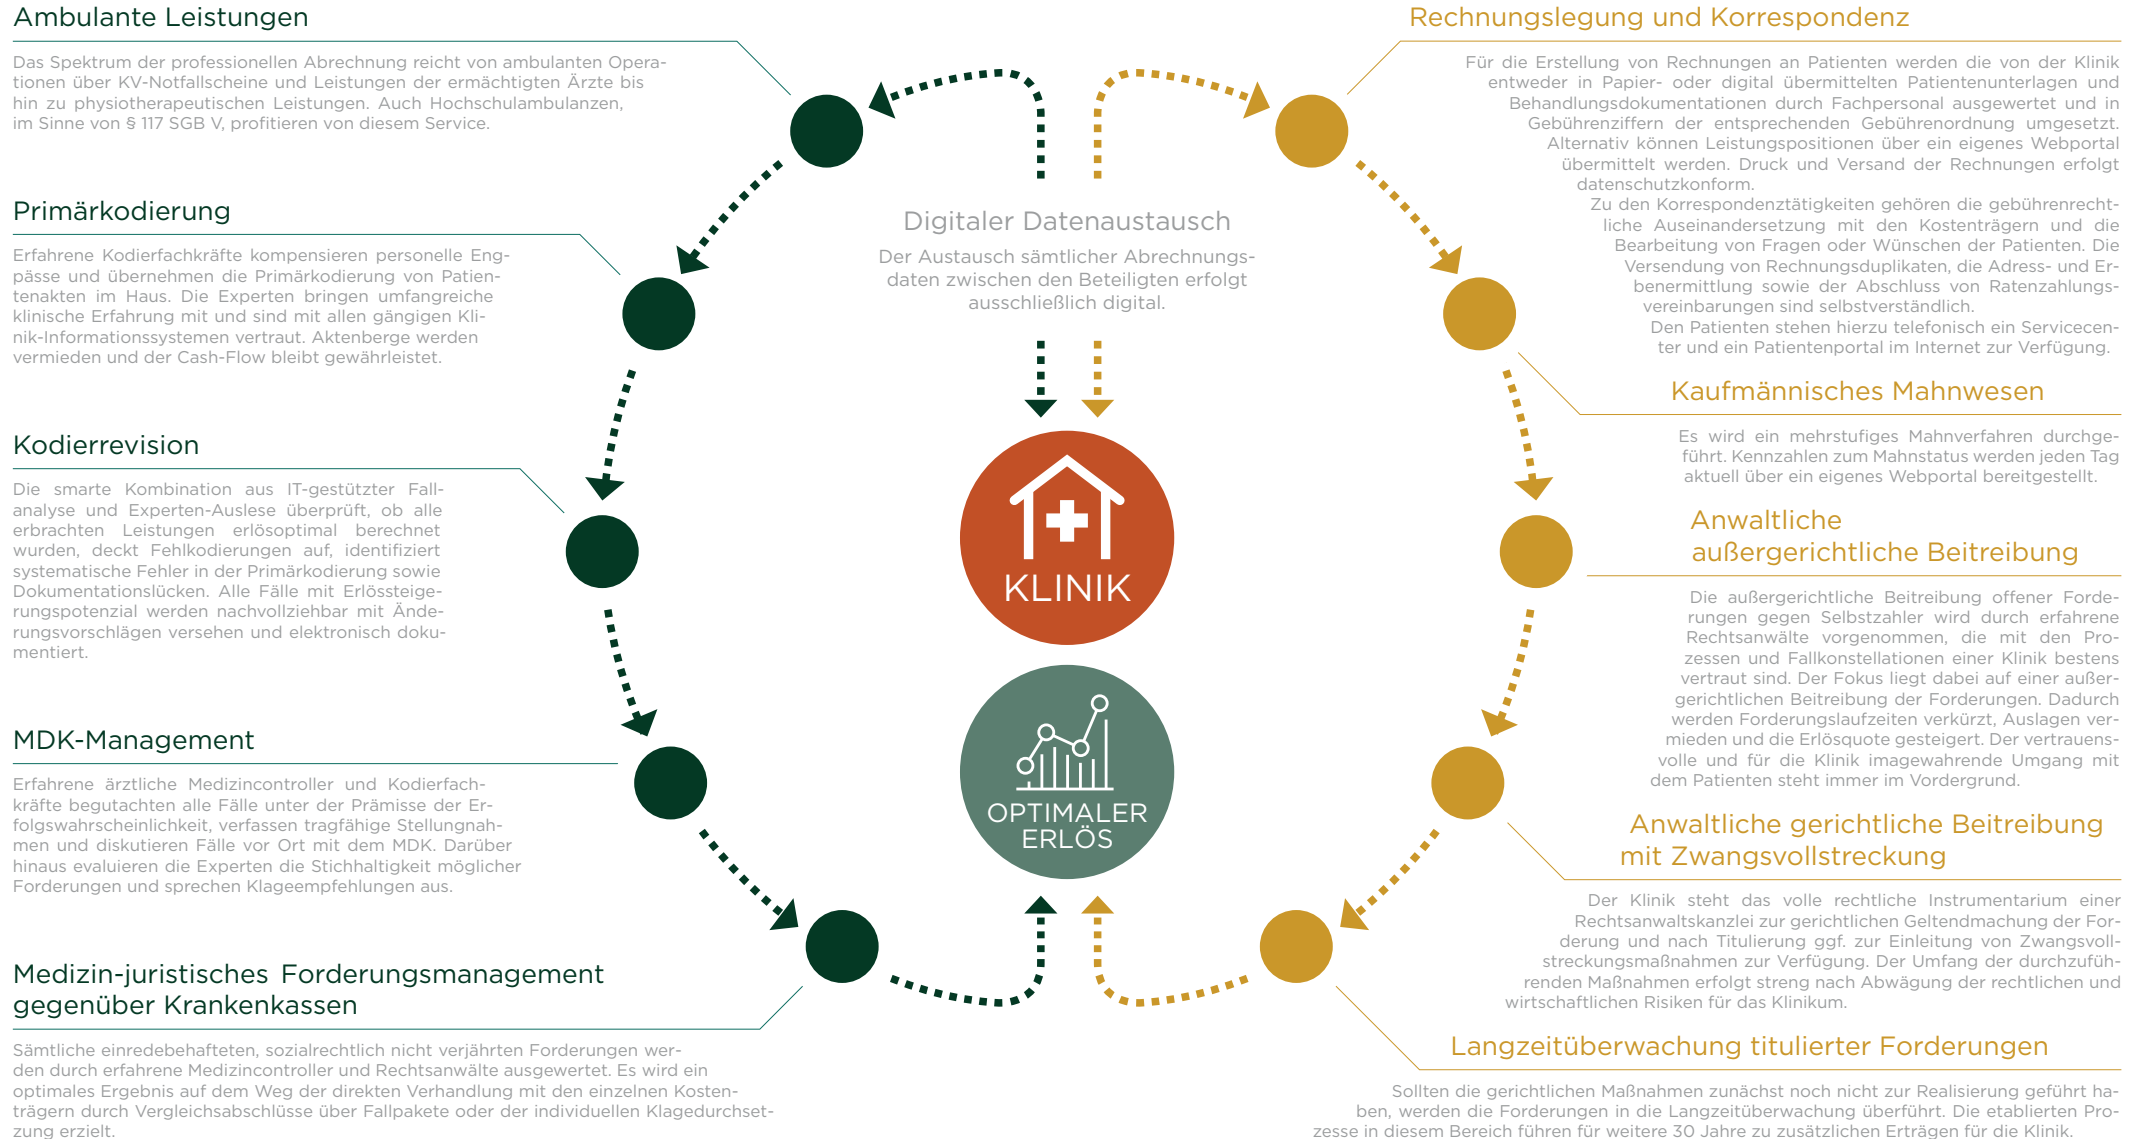 Ambulante Leistungen
Das Spektrum der professionellen Abrechnung reicht von ambulanten Opera-
tionen über KV-Notfallscheine und Leistungen der ermächtigten Ärzte bis
hin zu physiotherapeutischen Leistungen. Auch Hochschulambulanzen,
im Sinne von § 117 SGB V, profitieren von diesem Service.
Primärkodierung
Erfahrene Kodierfachkräfte kompensieren personelle Eng-
pässe und übernehmen die Primärkodierung von Patien-
tenakten im Haus. Die Experten bringen umfangreiche
klinische Erfahrung mit und sind mit allen gängigen Kli-
nik-Informationssystemen vertraut. Aktenberge werden
vermieden und der Cash-Flow bleibt gewährleistet.
Kodierrevision
Die smarte Kombination aus IT-gestützter Fall-
analyse und Experten-Auslese überprüft, ob alle
erbrachten Leistungen erlösoptimal berechnet
wurden, deckt Fehlkodierungen auf, identifiziert
systematische Fehler in der Primärkodierung sowie
Dokumentationslücken. Alle Fälle mit Erlössteige-
rungspotenzial werden nachvollziehbar mit Ände-
rungsvorschlägen versehen und elektronisch doku-
mentiert.
MDK-Management
Erfahrene ärztliche Medizincontroller und Kodierfach-
kräfte begutachten alle Fälle unter der Prämisse der Er-
folgswahrscheinlichkeit, verfassen tragfähige Stellungnah-
men und diskutieren Fälle vor Ort mit dem MDK. Darüber
hinaus evaluieren die Experten die Stichhaltigkeit möglicher
Forderungen und sprechen Klageempfehlungen aus.
Medizin-juristisches Forderungsmanagement
gegenüber Krankenkassen
Sämtliche einredebehafteten, sozialrechtlich nicht verjährten Forderungen wer-
den durch erfahrene Medizincontroller und Rechtsanwälte ausgewertet. Es wird ein
optimales Ergebnis auf dem Weg der direkten Verhandlung mit den einzelnen Kosten-
trägern durch Vergleichsabschlüsse über Fallpakete oder der individuellen Klagedurchset-
zung erzielt.
Digitaler Datenaustausch
Der Austausch sämtlicher Abrechnungs-
daten zwischen den Beteiligten erfolgt
ausschließlich digital.
KLINIK
OPTIMALER
ERLÖS
Rechnungslegung und Korrespondenz
Für die Erstellung von Rechnungen an Patienten werden die von der Klinik
entweder in Papier- oder digital übermittelten Patientenunterlagen und
Behandlungsdokumentationen durch Fachpersonal ausgewertet und in
Gebührenziffern der entsprechenden Gebührenordnung umgesetzt.
Alternativ können Leistungspositionen über ein eigenes Webportal
übermittelt werden. Druck und Versand der Rechnungen erfolgt
datenschutzkonform.
Zu den Korrespondenztätigkeiten gehören die gebührenrecht-
liche Auseinandersetzung mit den Kostenträgern und die
Bearbeitung von Fragen oder Wünschen der Patienten. Die
Versendung von Rechnungsduplikaten, die Adress- und Er-
benermittlung sowie der Abschluss von Ratenzahlungs-
vereinbarungen sind selbstverständlich.
Den Patienten stehen hierzu telefonisch ein Servicecen-
ter und ein Patientenportal im Internet zur Verfügung.
Kaufmännisches Mahnwesen
Es wird ein mehrstufiges Mahnverfahren durchge-
führt. Kennzahlen zum Mahnstatus werden jeden Tag
aktuell über ein eigenes Webportal bereitgestellt.
Anwaltliche
außergerichtliche Beitreibung
Die außergerichtliche Beitreibung offener Forde-
rungen gegen Selbstzahler wird durch erfahrene
Rechtsanwälte vorgenommen, die mit den Pro-
zessen und Fallkonstellationen einer Klinik bestens
vertraut sind. Der Fokus liegt dabei auf einer außer-
gerichtlichen Beitreibung der Forderungen. Dadurch
werden Forderungslaufzeiten verkürzt, Auslagen ver-
mieden und die Erlösquote gesteigert. Der vertrauens-
volle und für die Klinik imagewahrende Umgang mit
dem Patienten steht immer im Vordergrund.
Anwaltliche gerichtliche Beitreibung
mit Zwangsvollstreckung
Der Klinik steht das volle rechtliche Instrumentarium einer
Rechtsanwaltskanzlei zur gerichtlichen Geltendmachung der For-
derung und nach Titulierung ggf. zur Einleitung von Zwangsvoll-
streckungsmaßnahmen zur Verfügung. Der Umfang der durchzufüh-
renden Maßnahmen erfolgt streng nach Abwägung der rechtlichen und
wirtschaftlichen Risiken für das Klinikum.
Langzeitüberwachung titulierter Forderungen
Sollten die gerichtlichen Maßnahmen zunächst noch nicht zur Realisierung geführt ha-
ben, werden die Forderungen in die Langzeitüberwachung überführt. Die etablierten Pro-
zesse in diesem Bereich führen für weitere 30 Jahre zu zusätzlichen Erträgen für die Klinik.